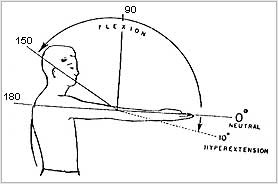 90
FLEXION
150
180
0°
NEUTRAL
10°
HYPEREXTENSION